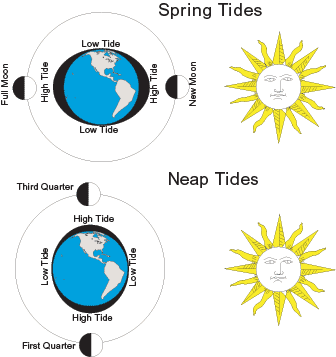 Spring Tides
Low Tide
Full Moon
High Tide
High Tide
New Moon
Low Tide
Neap Tides
Third Quarter
High Tide
Low Tide
Low Tide
High Tide
First Quarter